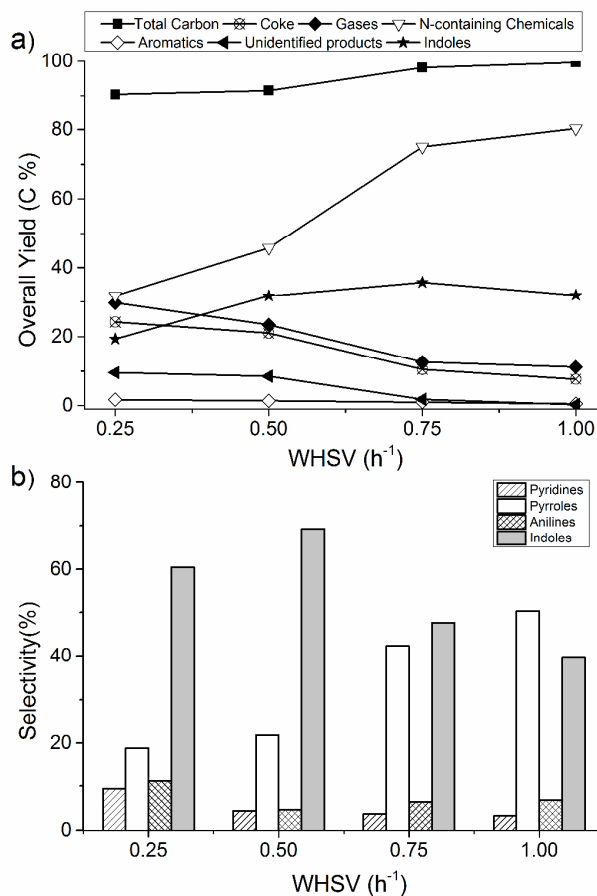 Total Carbon Coke Gases N-containing Chemicals
Aromatics Unidentified products Indoles
a)
100
80
60
40
20
0
Overall Yield (C %)
0.25 0.50 0.75 1.00
WHSV (h⁻¹)
b)
80
60
40
20
0
Selectivity(%)
Pyridines
Pyrroles
Anilines
Indoles
0.25 0.50 0.75 1.00
WHSV (h⁻¹)